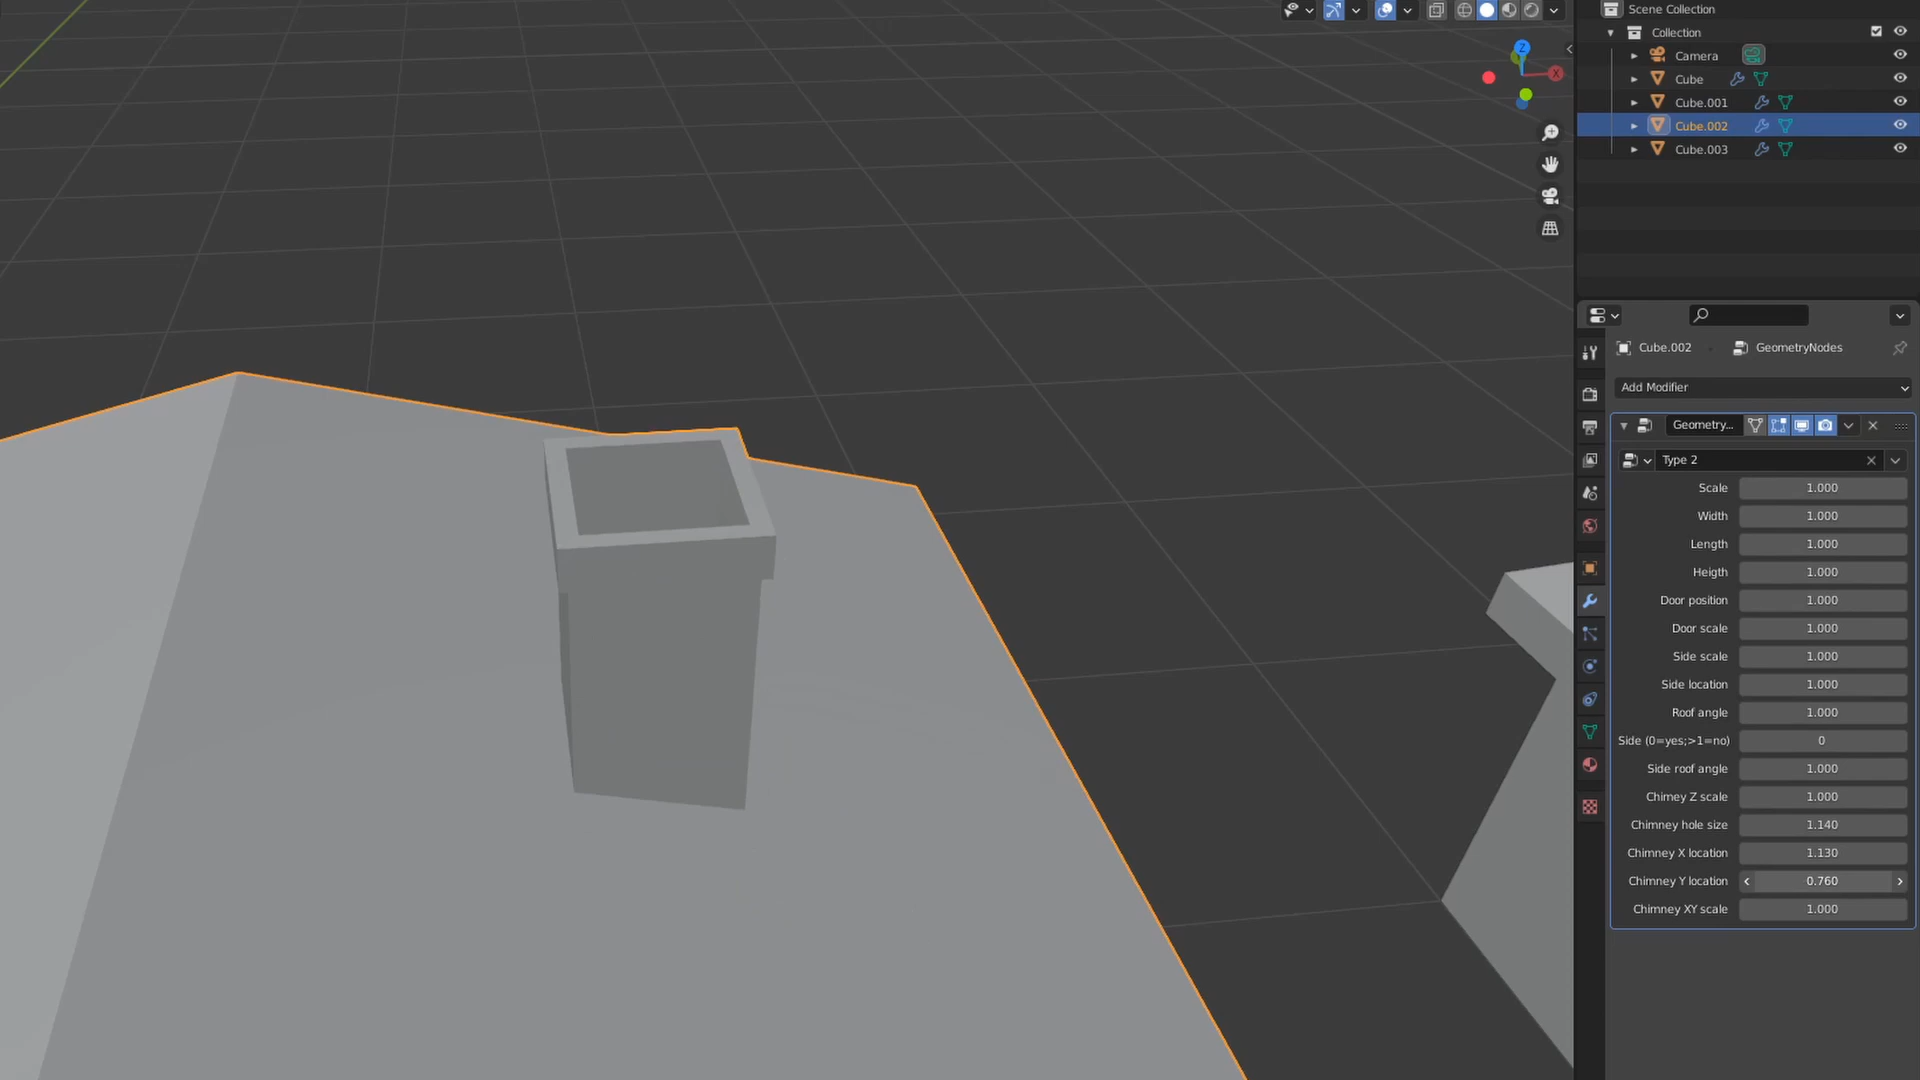 Scene Collection
Collection
Camera
Cube
Cube.001
Cube.002
Cube.003
Z
X
Cube.002 GeometryNodes
Add Modifier
Geometry...
Type 2
Scale 1.000
Width 1.000
Length 1.000
Heigth 1.000
Door position 1.000
Door scale 1.000
Side scale 1.000
Side location 1.000
Roof angle 1.000
Side (0=yes;>1=no) 0
Side roof angle 1.000
Chimey Z scale 1.000
Chimney hole size 1.140
Chimney X location 1.130
Chimney Y location 0.760
Chimney XY scale 1.000